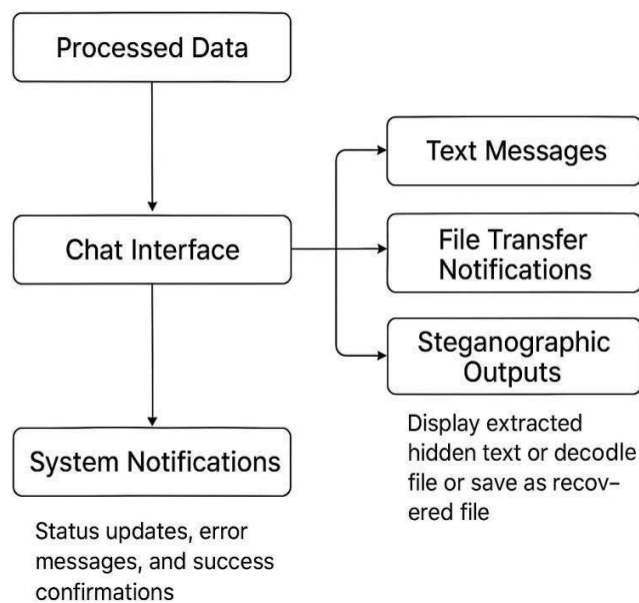 Processed Data
Text Messages
Chat Interface
File Transfer
Notifications
Steganographic
Outputs
Display extracted
hidden text or decodle
file or save as recov–
ered file
System Notifications
Status updates, error
messages, and success
confirmations